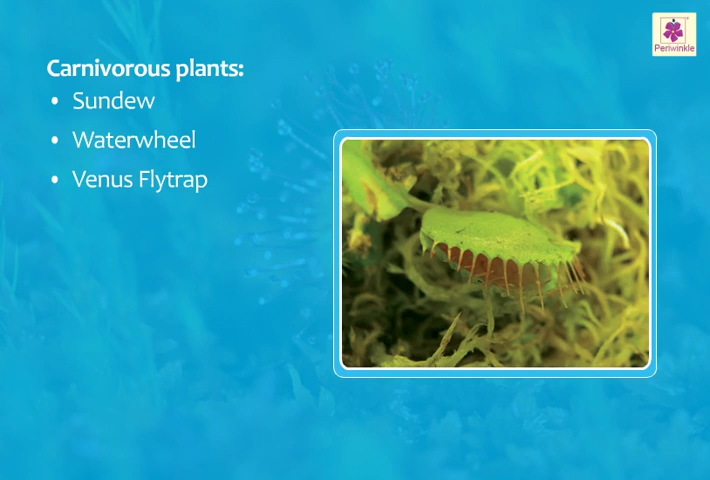 Periwinkle
Carnivorous plants:
• Sundew
• Waterwheel
• Venus Flytrap